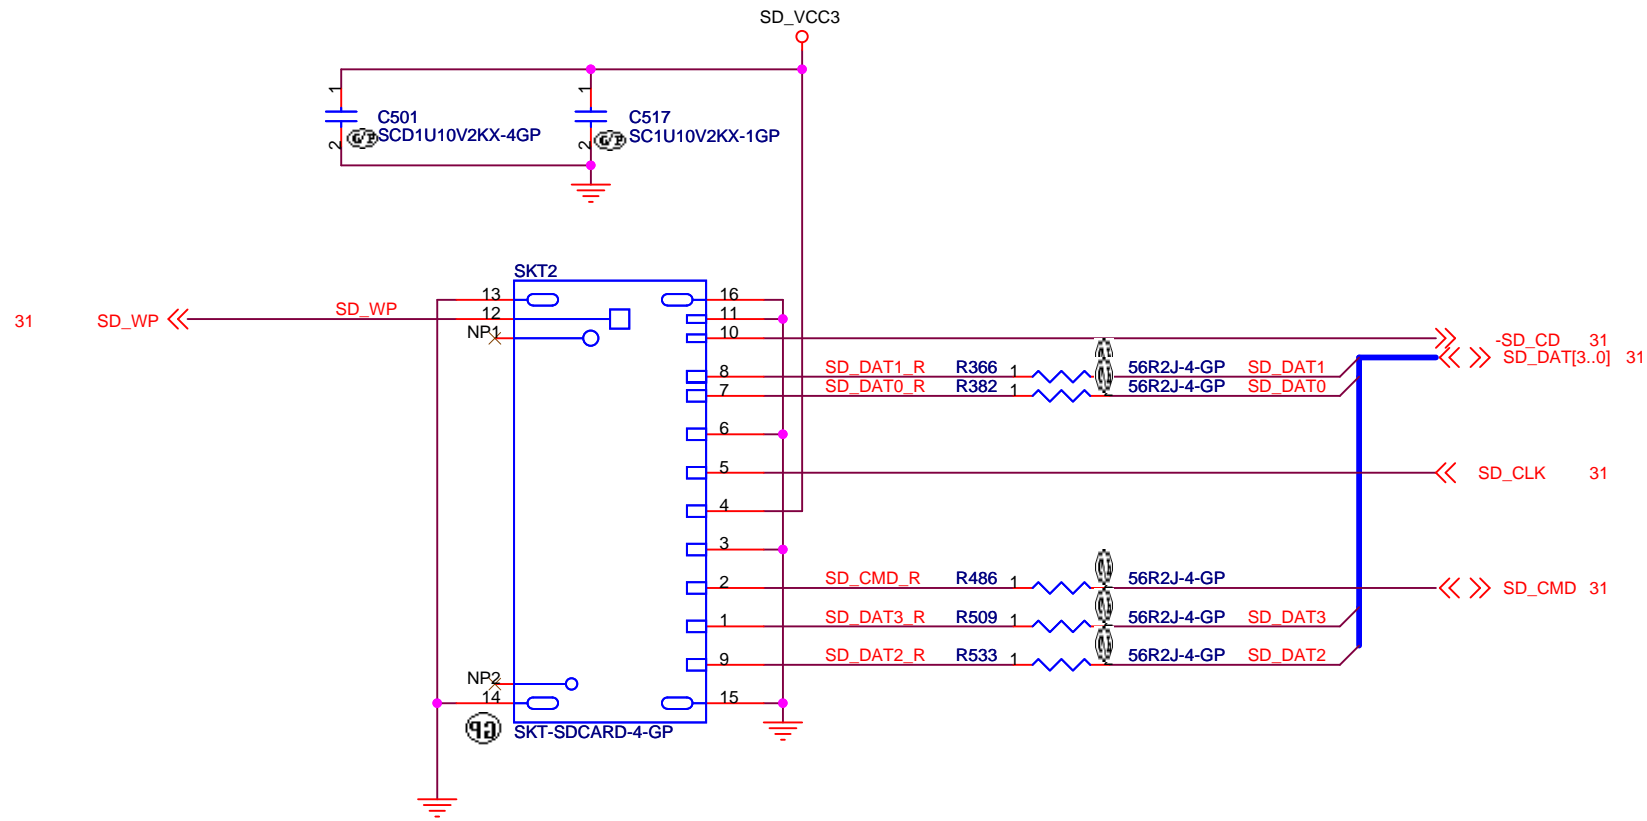 SD_VCC3
1 1
C501 C517
SCD1U10V2KX-4GP SC1U10V2KX-1GP
2 2
SKT2
13 16
31 SD_WP SD_WP 12 11
NP1 10 -SD_CD 31
SD_DAT[3..0] 31
8 SD_DAT1_R R366 1 56R2J-4-GP SD_DAT1
7 SD_DAT0_R R382 1 56R2J-4-GP SD_DAT0
6
5 SD_CLK 31
4
3
2 SD_CMD_R R486 1 56R2J-4-GP SD_CMD 31
1 SD_DAT3_R R509 1 56R2J-4-GP SD_DAT3
9 SD_DAT2_R R533 1 56R2J-4-GP SD_DAT2
NP2
14 15
SKT-SDCARD-4-GP